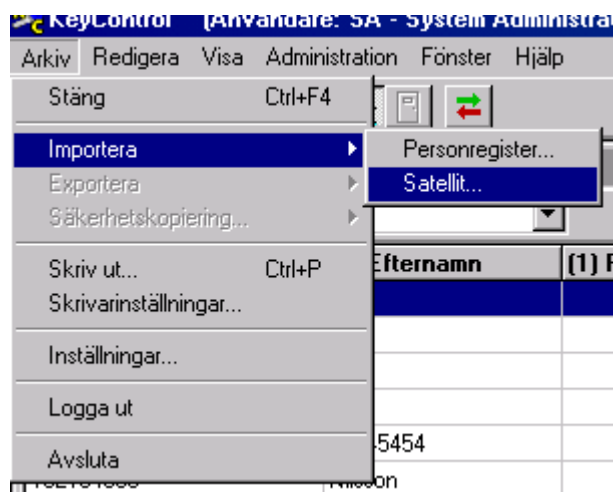 KeyControl (Användare: SA - System Administra
Arkiv Redigera Visa Administration Fönster Hjälp
Stäng Ctrl+F4
Importera
Personregister...
Exportera
Satellit...
Säkerhetskopiering...
Skriv ut... Ctrl+P
Efternamn (1)
Skrivarinställningar...
Inställningar...
Logga ut
5454
Avsluta